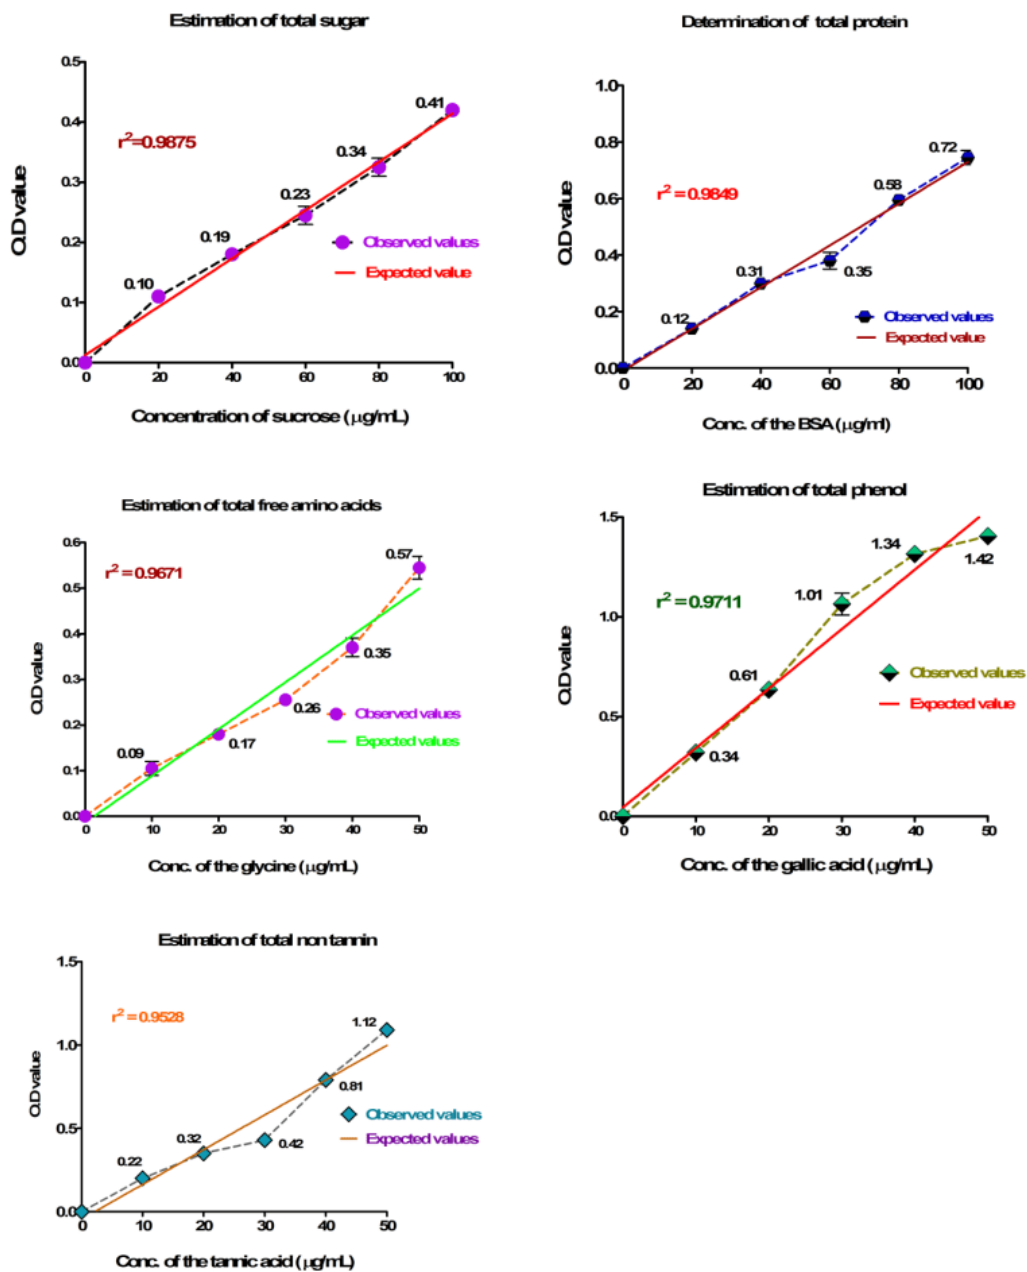 Estimation of total sugar
0.5
0.4
0.3
0.2
0.1
0.0
O.D value
r²=0.9875
0.10
0.19
0.23
0.34
0.41
Observed values
Expected value
0
20
40
60
80
100
Concentration of sucrose (µg/mL)
Determination of total protein
1.0
0.8
0.6
0.4
0.2
0.0
O.D value
r² = 0.9849
0.12
0.31
0.35
0.58
0.72
Observed values
Expected value
0
20
40
60
80
100
Conc. of the BSA (µg/ml)
Estimation of total free amino acids
0.6
0.5
0.4
0.3
0.2
0.1
0.0
O.D value
r² = 0.9671
0.09
0.17
0.26
0.35
0.57
Observed values
Expected values
0
10
20
30
40
50
Conc. of the glycine (µg/mL)
Estimation of total phenol
1.5
1.0
0.5
0.0
O.D value
r² = 0.9711
0.34
0.61
1.01
1.34
1.42
Observed values
Expected value
0
10
20
30
40
50
Conc. of the gallic acid (µg/mL)
Estimation of total non tannin
1.5
1.0
0.5
0.0
O.D value
r² = 0.9528
0.22
0.32
0.42
0.81
1.12
Observed values
Expected values
0
10
20
30
40
50
Conc. of the tannic acid (µg/mL)